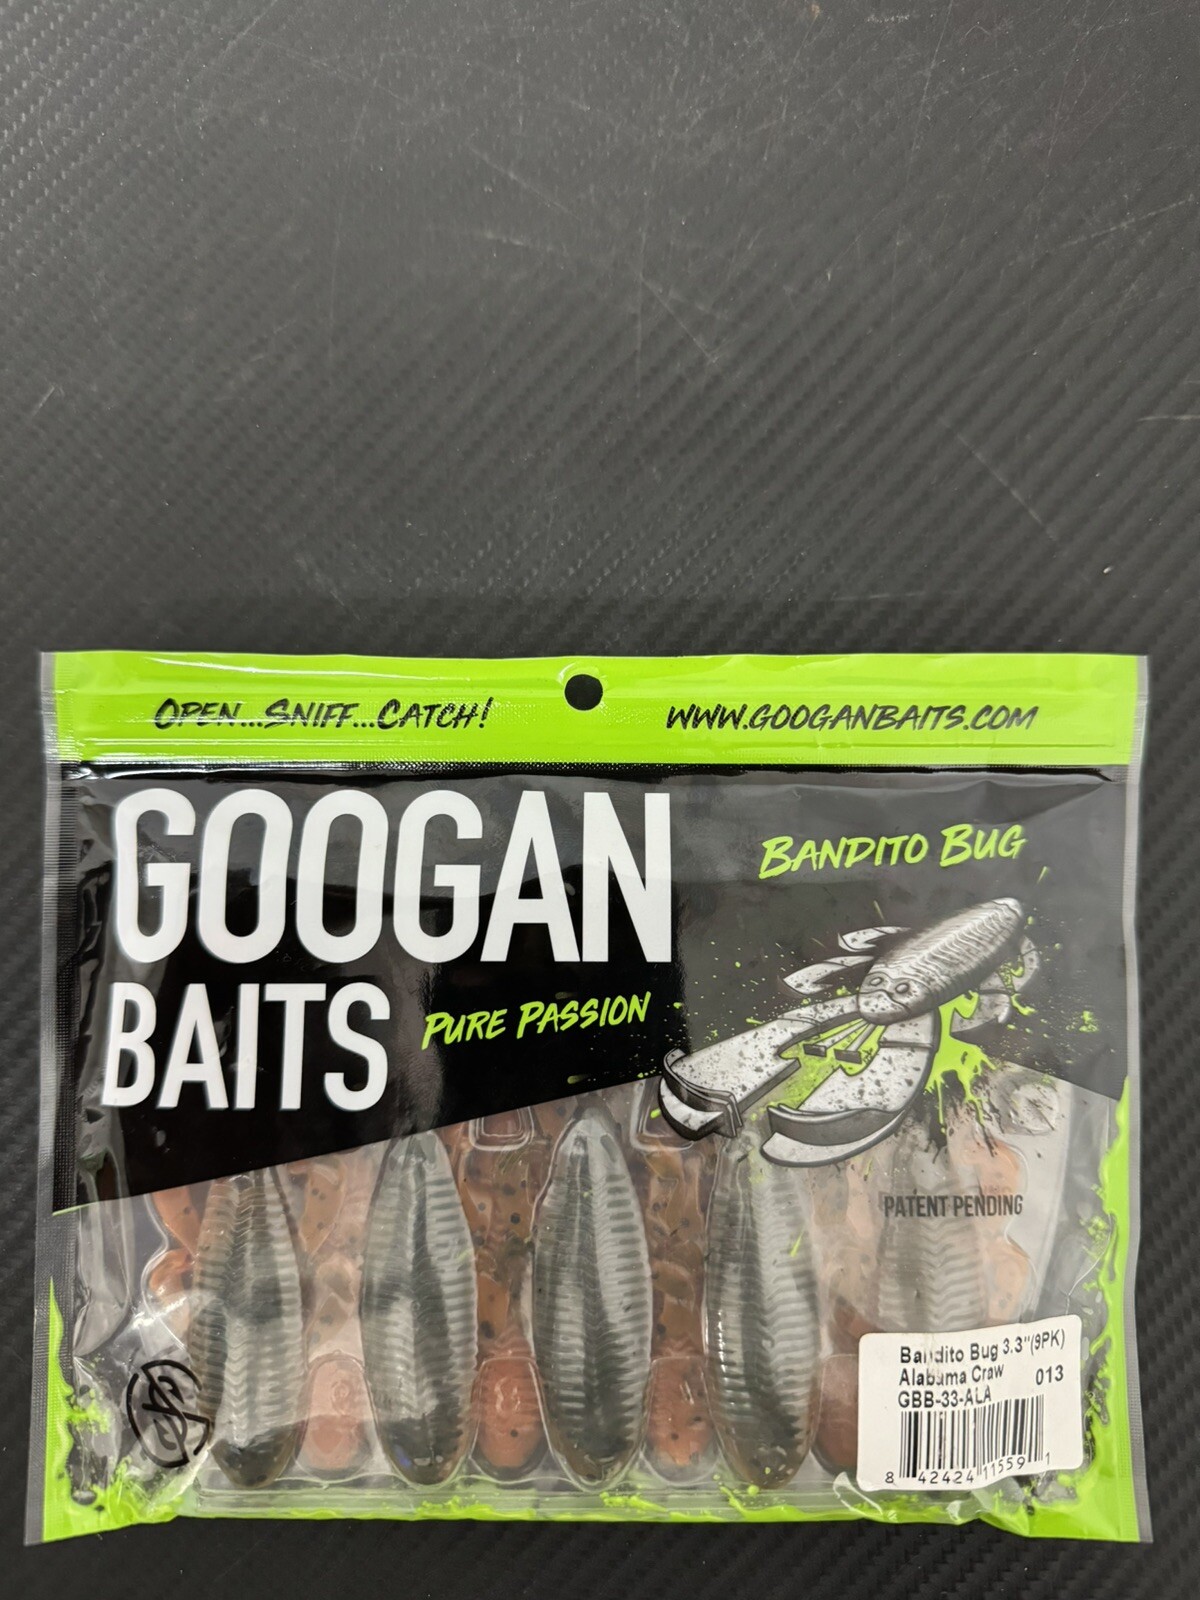 OPEN...SNIFF...CATCH!
WWW.GOOGANBAITS.COM
GOOGAN
BAITS
PURE PASSION
BANDITO BUG
PATENT PENDING
Bandito Bug 3.3"(9PK)
Alabama Craw 013
GBB-33-ALA
8 42424 11559 1